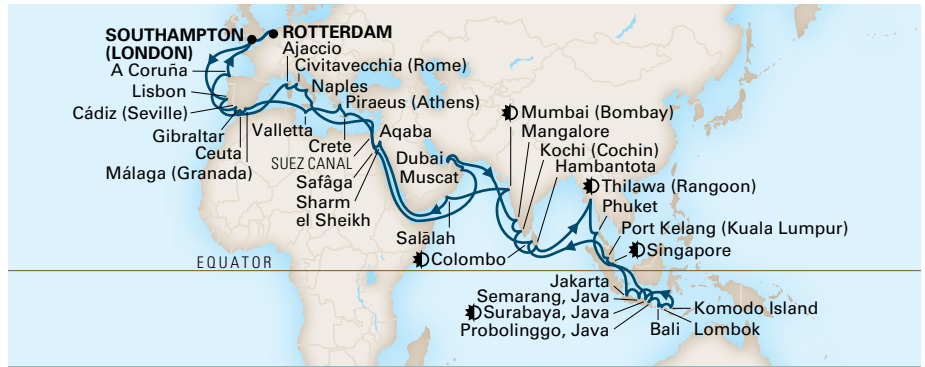 SOUTHAMPTON
(LONDON)
ROTTERDAM
Ajaccio
Civitavecchia (Rome)
A Coruña
Naples
Lisbon
Piraeus (Athens)
Cádiz (Seville)
Mumbai (Bombay)
Gibraltar
Valletta
Aqaba
Mangalore
Ceuta
Crete
Kochi (Cochin)
Málaga (Granada)
SUEZ CANAL
Dubai
Hambantota
Safâga
Muscat
Thilawa (Rangoon)
Sharm
el Sheikh
Phuket
Port Kelang (Kuala Lumpur)
Salālah
Singapore
Colombo
EQUATOR
Jakarta
Semarang, Java
Komodo Island
Surabaya, Java
Probolinggo, Java
Bali
Lombok